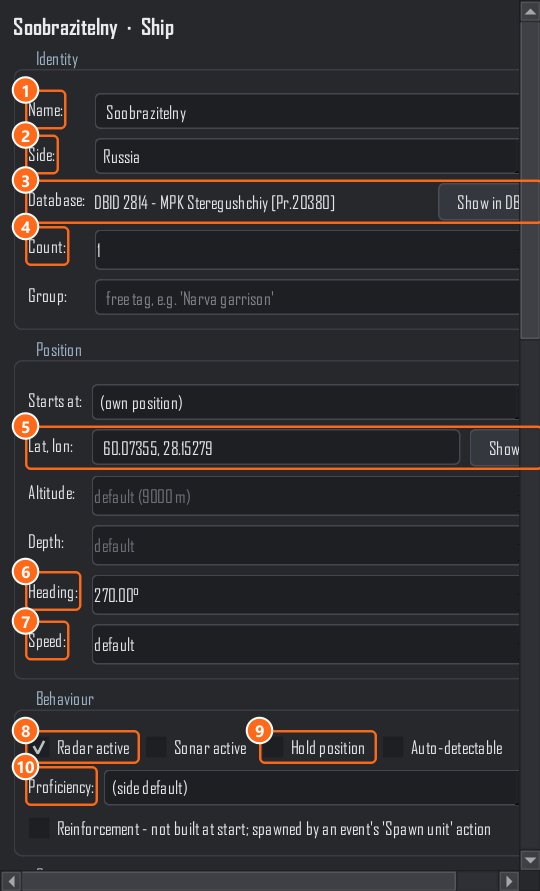 Soobrazitelny · Ship
Identity
1
Name: Soobrazitelny
2
Side: Russia
3
Database: DBID 2814 - MPK Steregushchiy [Pr.20380] Show in DB
4
Count: 1
Group: free tag, e.g. 'Narva garrison'
Position
Starts at: (own position)
5
Lat, lon: 60.07355, 28.15279 Show
Altitude: default (9000 m)
Depth: default
6
Heading: 270.00º
7
Speed: default
Behaviour
8 9
Radar active Sonar active Hold position Auto-detectable
10
Proficiency: (side default)
Reinforcement - not built at start; spawned by an event's 'Spawn unit' action